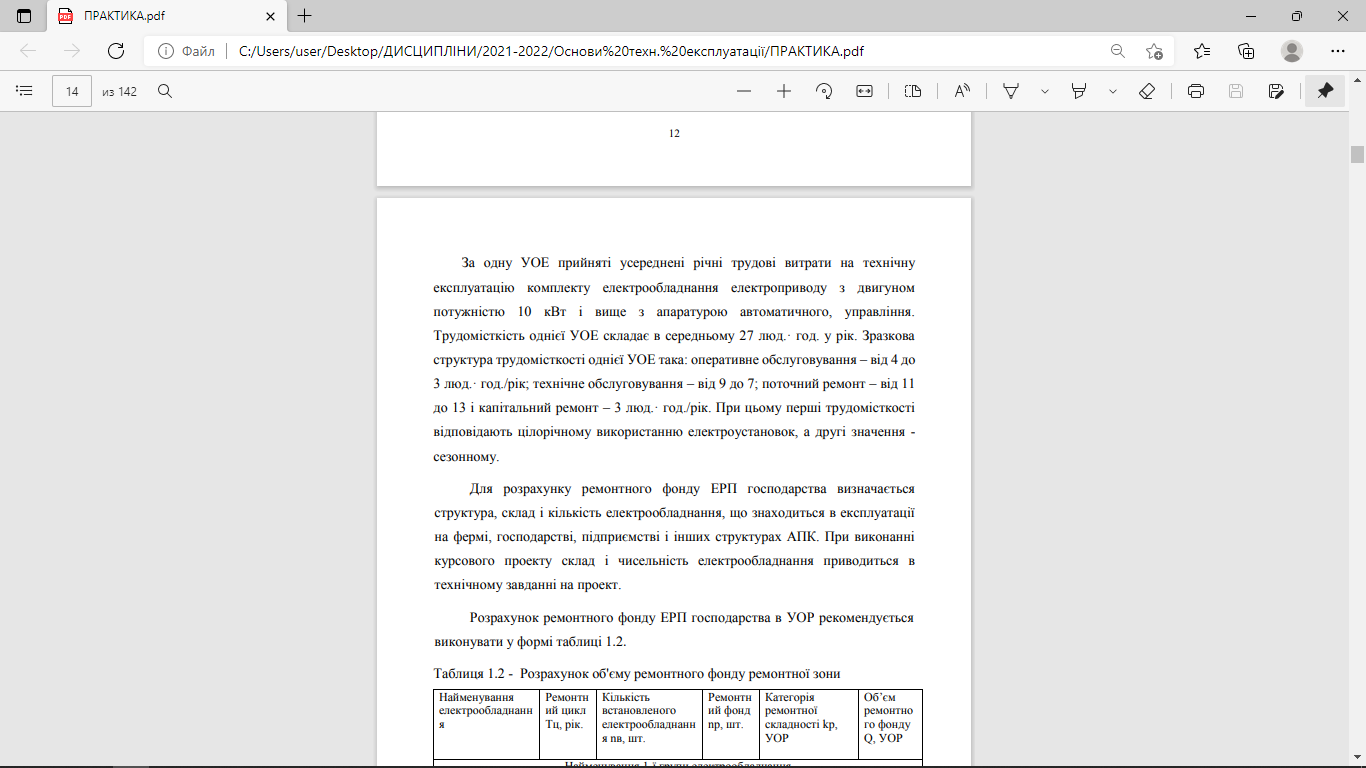 ПРАКТИКА.pdf
Файл
C:/Users/user/Desktop/ДИСЦИПЛІНИ/2021-2022/Основи%20техн.%20експлуатації/ПРАКТИКА.pdf
14 из 142
12
За одну УОЕ прийняті усереднені річні трудові витрати на технічну
експлуатацію комплекту електрообладнання електроприводу з двигуном
потужністю 10 кВт і вище з апаратурою автоматичного, управління.
Трудомісткість однієї УОЕ складає в середньому 27 люд.· год. у рік. Зразкова
структура трудомісткості однієї УОЕ така: оперативне обслуговування – від 4 до
3 люд.· год./рік; технічне обслуговування – від 9 до 7; поточний ремонт – від 11
до 13 і капітальний ремонт – 3 люд.· год./рік. При цьому перші трудомісткості
відповідають цілорічному використанню електроустановок, а другі значення -
сезонному.
Для розрахунку ремонтного фонду ЕРП господарства визначається
структура, склад і кількість електрообладнання, що знаходиться в експлуатації
на фермі, господарстві, підприємстві і інших структурах АПК. При виконанні
курсового проекту склад і чисельність електрообладнання приводиться в
технічному завданні на проект.
Розрахунок ремонтного фонду ЕРП господарства в УОР рекомендується
виконувати у формі таблиці 1.2.
Таблиця 1.2 - Розрахунок об'єму ремонтного фонду ремонтної зони
Найменування
електрообладнанн
я
Ремонтн
ий цикл
Тц, рік.
Кількість
встановленого
електрообладнанн
я nв, шт.
Ремонтн
ий фонд
nр, шт.
Категорія
ремонтної
складності kр,
УОР
Об’єм
ремонтно
го фонду
Q, УОР
Найменування 1-ї групи електрообладнання